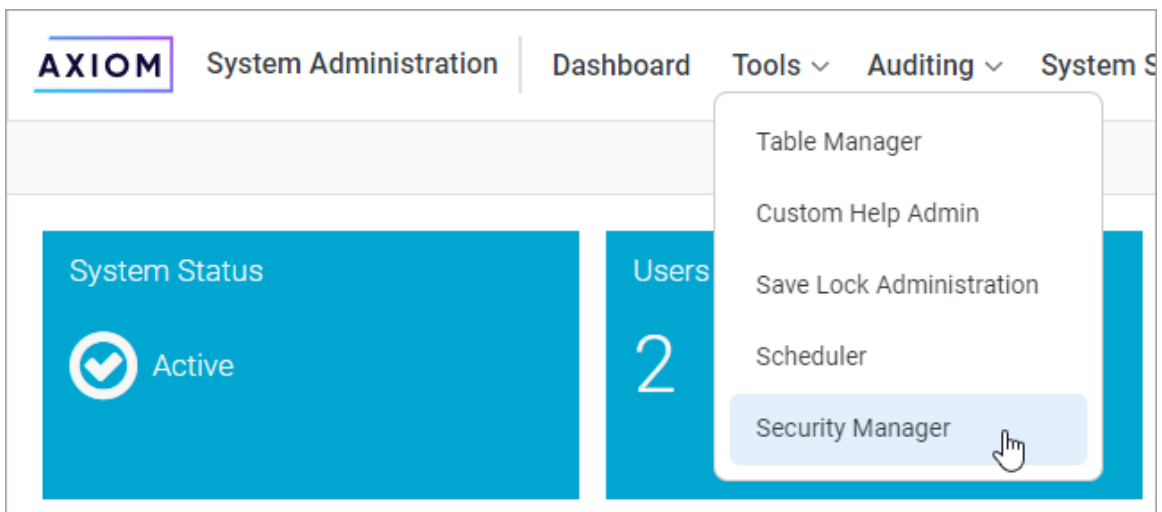 AXIOM System Administration Dashboard Tools Auditing System S
Table Manager
Custom Help Admin
Save Lock Administration
Scheduler
Security Manager
System Status
Active
Users
2